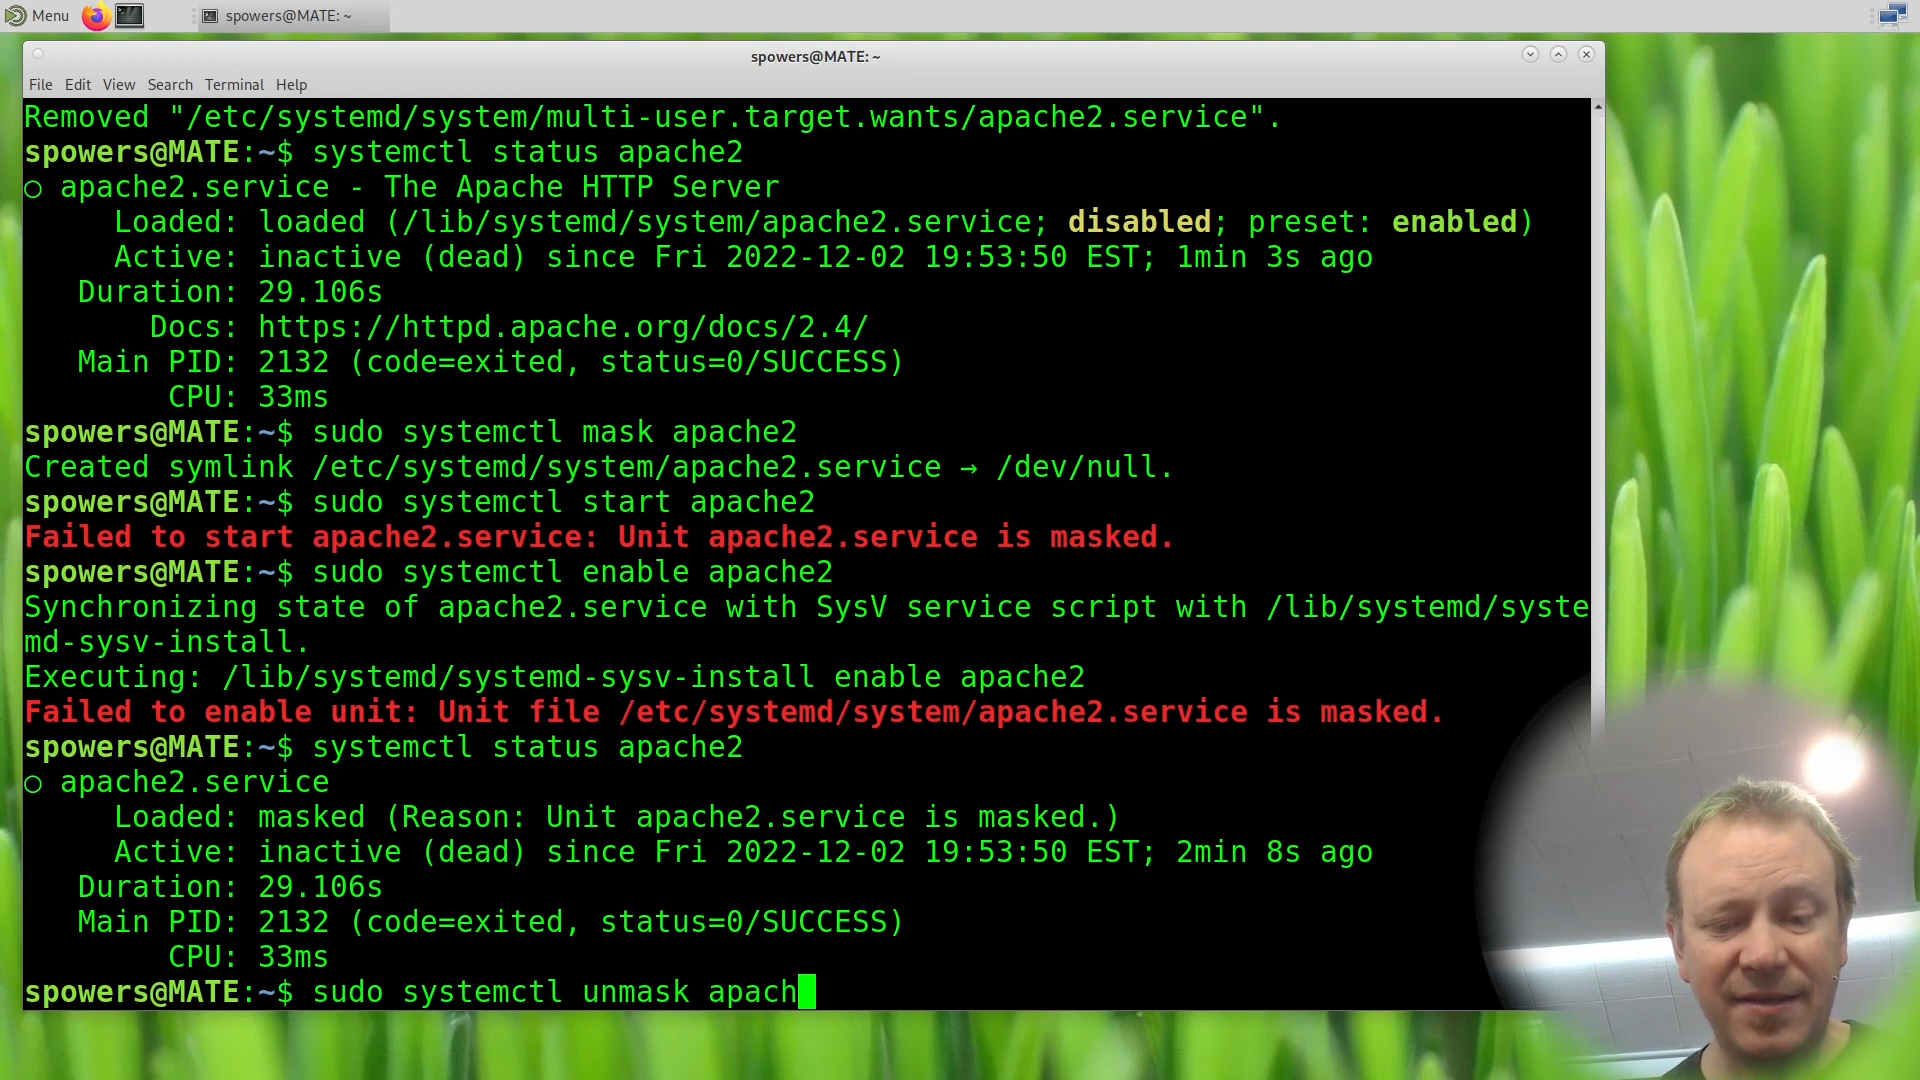 Menu
spowers@MATE: ~
spowers@MATE: ~
File Edit View Search Terminal Help
Removed "/etc/systemd/system/multi-user.target.wants/apache2.service".
spowers@MATE:~$ systemctl status apache2
○ apache2.service - The Apache HTTP Server
Loaded: loaded (/lib/systemd/system/apache2.service; disabled; preset: enabled)
Active: inactive (dead) since Fri 2022-12-02 19:53:50 EST; 1min 3s ago
Duration: 29.106s
Docs: https://httpd.apache.org/docs/2.4/
Main PID: 2132 (code=exited, status=0/SUCCESS)
CPU: 33ms
spowers@MATE:~$ sudo systemctl mask apache2
Created symlink /etc/systemd/system/apache2.service → /dev/null.
spowers@MATE:~$ sudo systemctl start apache2
Failed to start apache2.service: Unit apache2.service is masked.
spowers@MATE:~$ sudo systemctl enable apache2
Synchronizing state of apache2.service with SysV service script with /lib/systemd/syste
md-sysv-install.
Executing: /lib/systemd/systemd-sysv-install enable apache2
Failed to enable unit: Unit file /etc/systemd/system/apache2.service is masked.
spowers@MATE:~$ systemctl status apache2
○ apache2.service
Loaded: masked (Reason: Unit apache2.service is masked.)
Active: inactive (dead) since Fri 2022-12-02 19:53:50 EST; 2min 8s ago
Duration: 29.106s
Main PID: 2132 (code=exited, status=0/SUCCESS)
CPU: 33ms
spowers@MATE:~$ sudo systemctl unmask apach